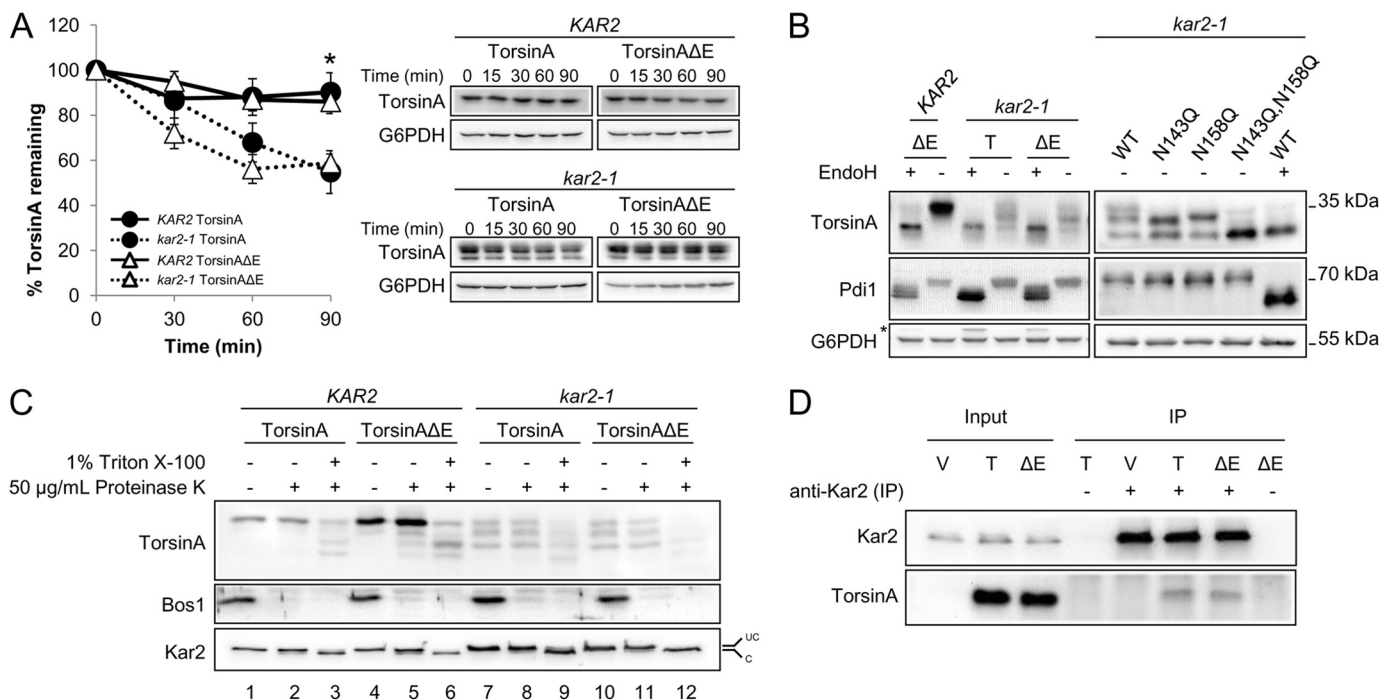 A
120
100
80
60
40
20
0
% TorsinA remaining
*
KAR2 TorsinA
kar2-1 TorsinA
KAR2 TorsinAΔE
kar2-1 TorsinAΔE
0 30 60 90
Time (min)
KAR2
TorsinA TorsinAΔE
Time (min) 0 15 30 60 90 0 15 30 60 90
TorsinA
G6PDH
kar2-1
TorsinA TorsinAΔE
Time (min) 0 15 30 60 90 0 15 30 60 90
TorsinA
G6PDH
B
kar2-1
KAR2 kar2-1
ΔE T ΔE
WT N143Q N158Q N143Q,N158Q WT
EndoH + - + - + - - - - - +
TorsinA
35 kDa
Pdi1
70 kDa
*
G6PDH
55 kDa
C
KAR2 kar2-1
TorsinA TorsinAΔE TorsinA TorsinAΔE
1% Triton X-100 - - + - - + - - + - - +
50 µg/mL Proteinase K - + + - + + - + + - + +
TorsinA
Bos1
Kar2
UC
C
1 2 3 4 5 6 7 8 9 10 11 12
D
Input IP
V T ΔE T V T ΔE ΔE
anti-Kar2 (IP) - + + + -
Kar2
TorsinA